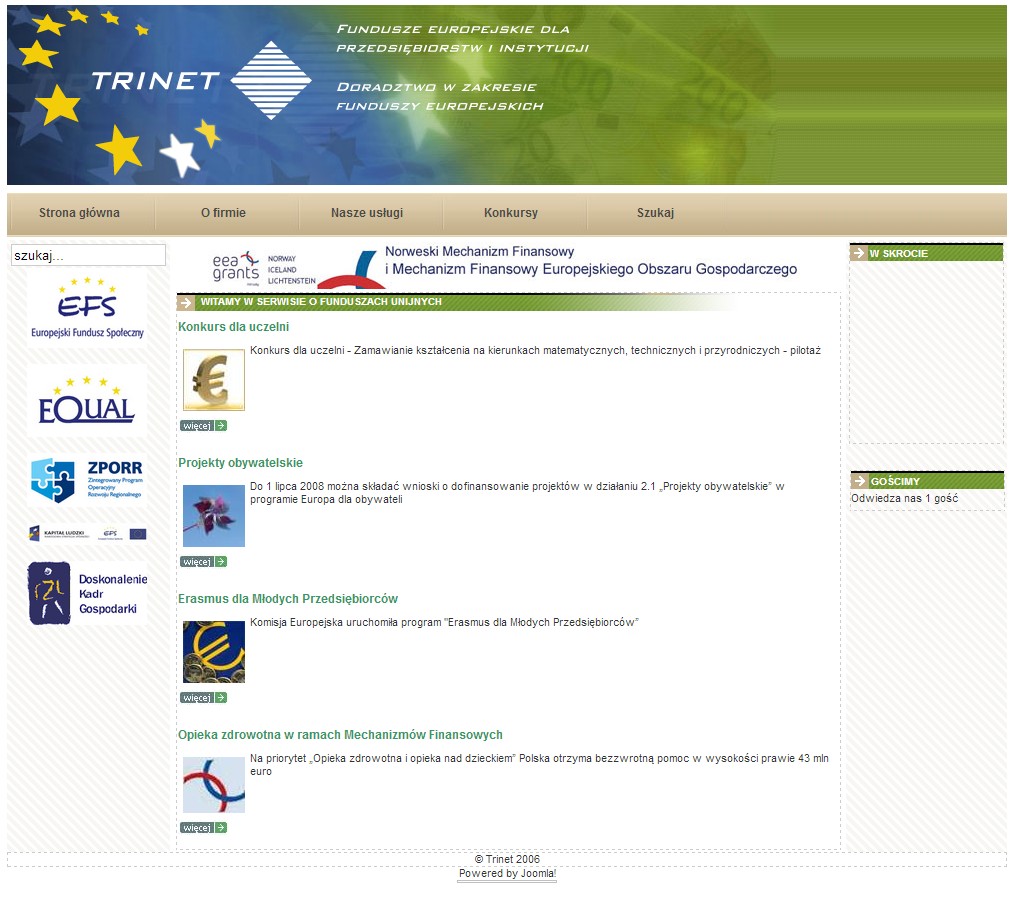 TRINET
Fundusze europejskie dla
przedsiębiorstw i instytucji
Doradztwo w zakresie
funduszy europejskich
Strona główna
O firmie
Nasze usługi
Konkursy
Szukaj
szukaj...
EFS
Europejski Fundusz Społeczny
EQUAL
ZPORR
Zintegrowany Program
Operacyjny
Rozwoju Regionalnego
KAPITAŁ LUDZKI
EFS
Doskonalenie
Kadr
Gospodarki
eea
grants
NORWAY
ICELAND
LICHTENSTEIN
Norweski Mechanizm Finansowy
i Mechanizm Finansowy Europejskiego Obszaru Gospodarczego
WITAMY W SERWISIE O FUNDUSZACH UNIJNYCH
Konkurs dla uczelni
Konkurs dla uczelni - Zamawianie kształcenia na kierunkach matematycznych, technicznych i przyrodniczych - pilotaż
więcej
Projekty obywatelskie
Do 1 lipca 2008 można składać wnioski o dofinansowanie projektów w działaniu 2.1 „Projekty obywatelskie” w
programie Europa dla obywateli
więcej
Erasmus dla Młodych Przedsiębiorców
Komisja Europejska uruchomiła program "Erasmus dla Młodych Przedsiębiorców”
więcej
Opieka zdrowotna w ramach Mechanizmów Finansowych
Na priorytet „Opieka zdrowotna i opieka nad dzieckiem” Polska otrzyma bezzwrotną pomoc w wysokości prawie 43 mln
euro
więcej
W SKROCIE
GOŚCIMY
Odwiedza nas 1 gość
© Trinet 2006
Powered by Joomla!